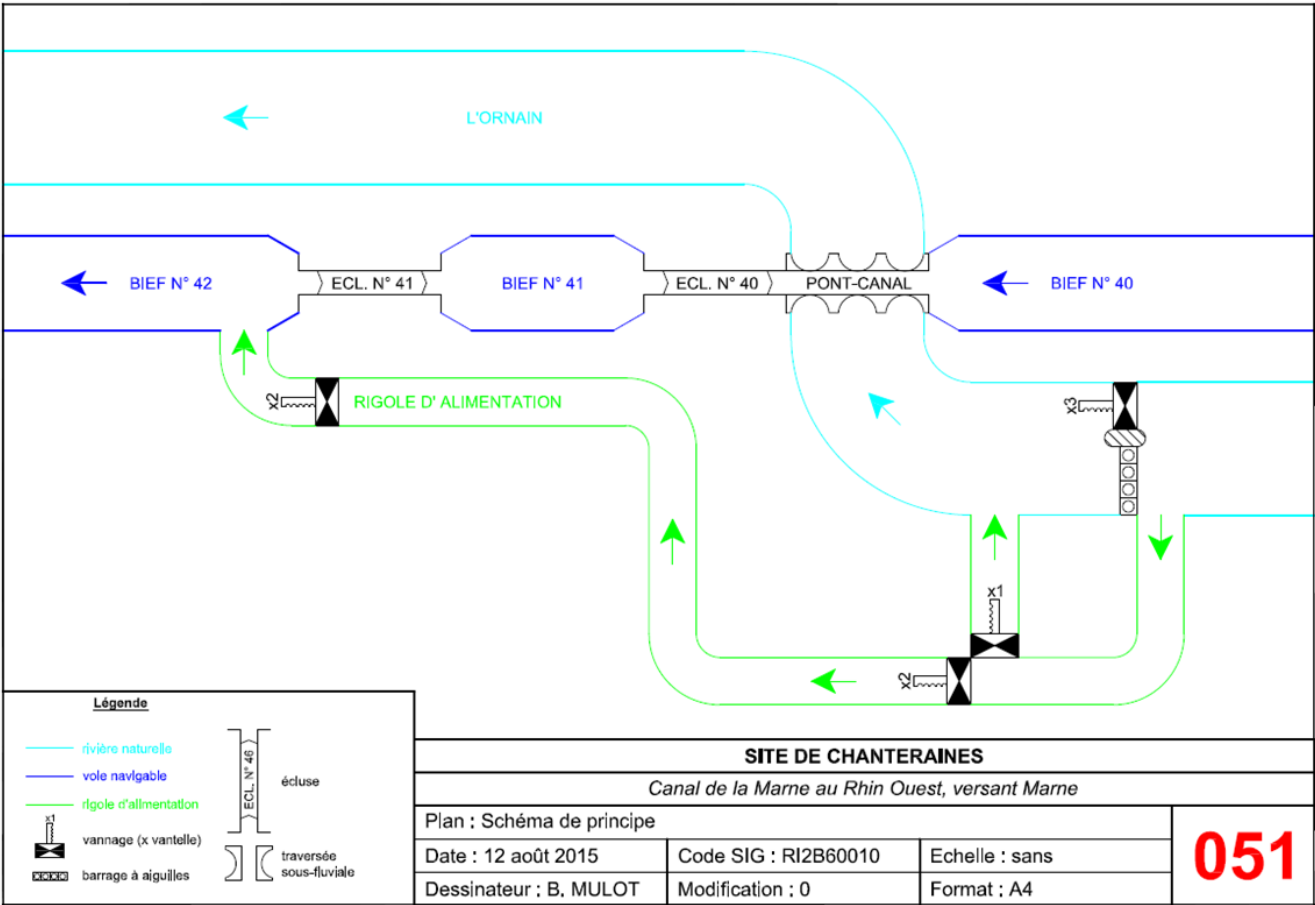 L'ORNAIN
BIEF N° 42
ECL. N° 41
BIEF N° 41
ECL. N° 40
PONT-CANAL
BIEF N° 40
x2
RIGOLE D' ALIMENTATION
x3
x1
x2
Légende
rivière naturelle
voie navigable
rigole d'alimentation
x1
vannage (x vantelle)
barrage à aiguilles
ECL. N° 46
écluse
traversée
sous-fluviale
SITE DE CHANTERAINES
Canal de la Marne au Rhin Ouest, versant Marne
Plan : Schéma de principe
Date : 12 août 2015
Code SIG : RI2B60010
Echelle : sans
Dessinateur : B. MULOT
Modification : 0
Format : A4
051